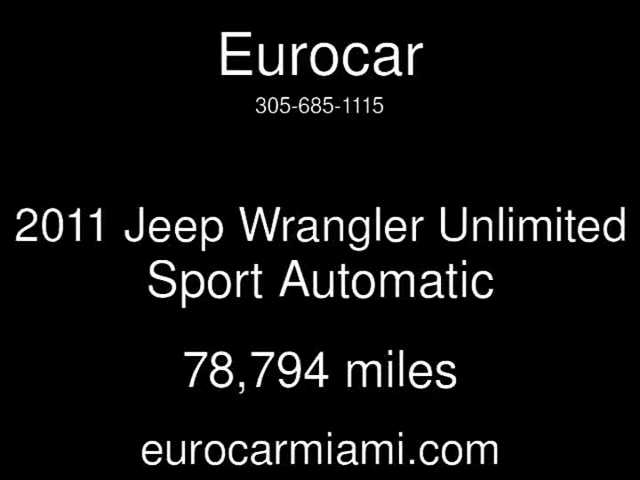 Eurocar
305-685-1115
2011 Jeep Wrangler Unlimited
Sport Automatic
78,794 miles
eurocarmiami.com